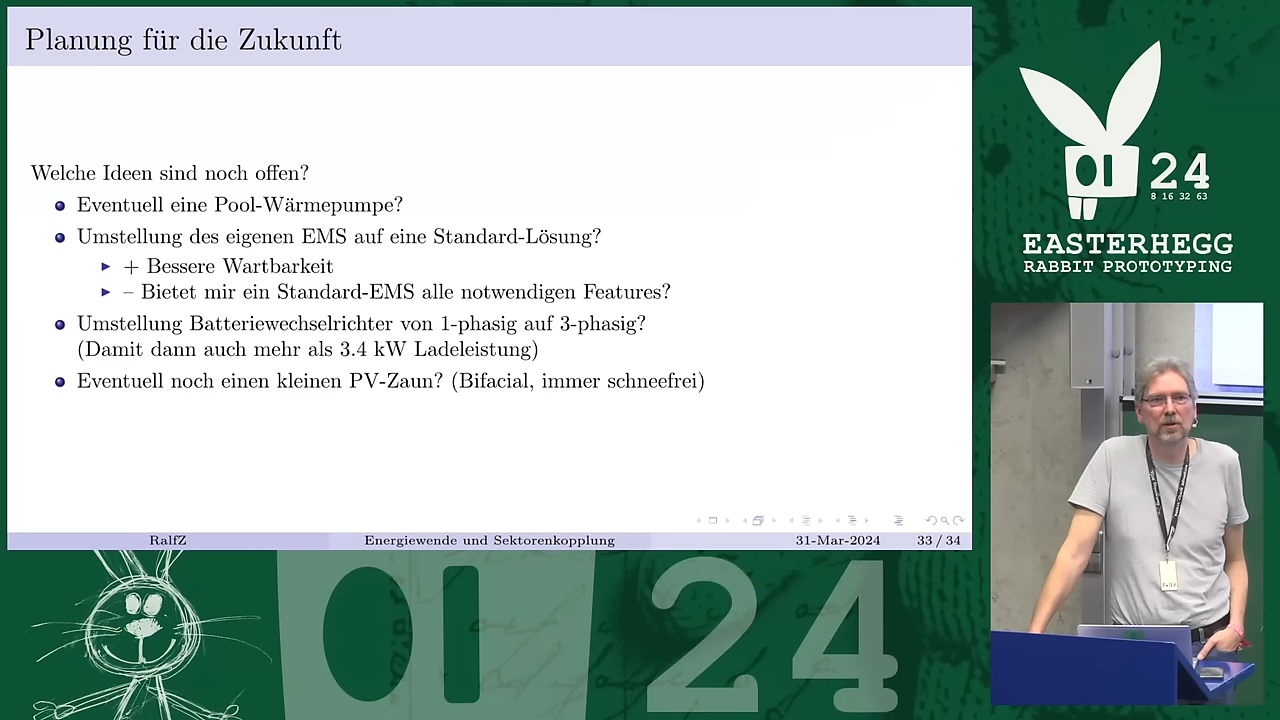 Planung für die Zukunft
Welche Ideen sind noch offen?
Eventuell eine Pool-Wärmepumpe?
Umstellung des eigenen EMS auf eine Standard-Lösung?
+ Bessere Wartbarkeit
– Bietet mir ein Standard-EMS alle notwendigen Features?
Umstellung Batteriewechselrichter von 1-phasig auf 3-phasig?
(Damit dann auch mehr als 3.4 kW Ladeleistung)
Eventuell noch einen kleinen PV-Zaun? (Bifacial, immer schneefrei)
RalfZ Energiewende und Sektorenkopplung 31-Mar-2024 33 / 34
24
8 16 32 63
EASTERHEGG
RABBIT PROTOTYPING
24